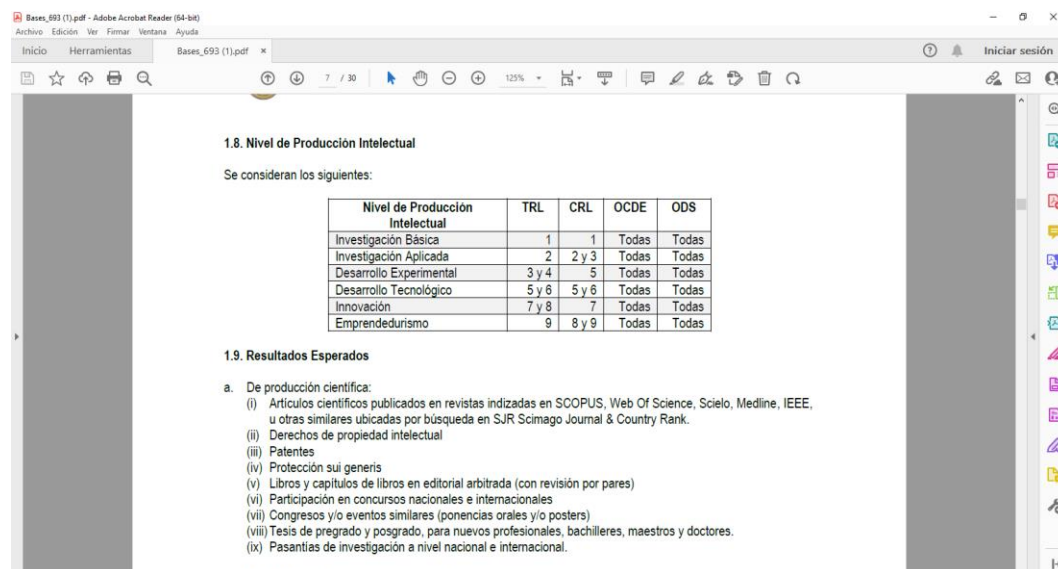 Bases_693 (1).pdf - Adobe Acrobat Reader (64-bit)
Archivo Edición Ver Firmar Ventana Ayuda
Inicio Herramientas Bases_693 (1).pdf × Iniciar sesión
7 / 30 125%
1.8. Nivel de Producción Intelectual
Se consideran los siguientes:
Nivel de Producción Intelectual TRL CRL OCDE ODS
Investigación Básica 1 1 Todas Todas
Investigación Aplicada 2 2 y 3 Todas Todas
Desarrollo Experimental 3 y 4 5 Todas Todas
Desarrollo Tecnológico 5 y 6 5 y 6 Todas Todas
Innovación 7 y 8 7 Todas Todas
Emprendedurismo 9 8 y 9 Todas Todas
1.9. Resultados Esperados
a. De producción científica:
(i) Artículos científicos publicados en revistas indizadas en SCOPUS, Web Of Science, Scielo, Medline, IEEE,
u otras similares ubicadas por búsqueda en SJR Scimago Journal & Country Rank.
(ii) Derechos de propiedad intelectual
(iii) Patentes
(iv) Protección sui generis
(v) Libros y capítulos de libros en editorial arbitrada (con revisión por pares)
(vi) Participación en concursos nacionales e internacionales
(vii) Congresos y/o eventos similares (ponencias orales y/o posters)
(viii) Tesis de pregrado y posgrado, para nuevos profesionales, bachilleres, maestros y doctores.
(ix) Pasantías de investigación a nivel nacional e internacional.